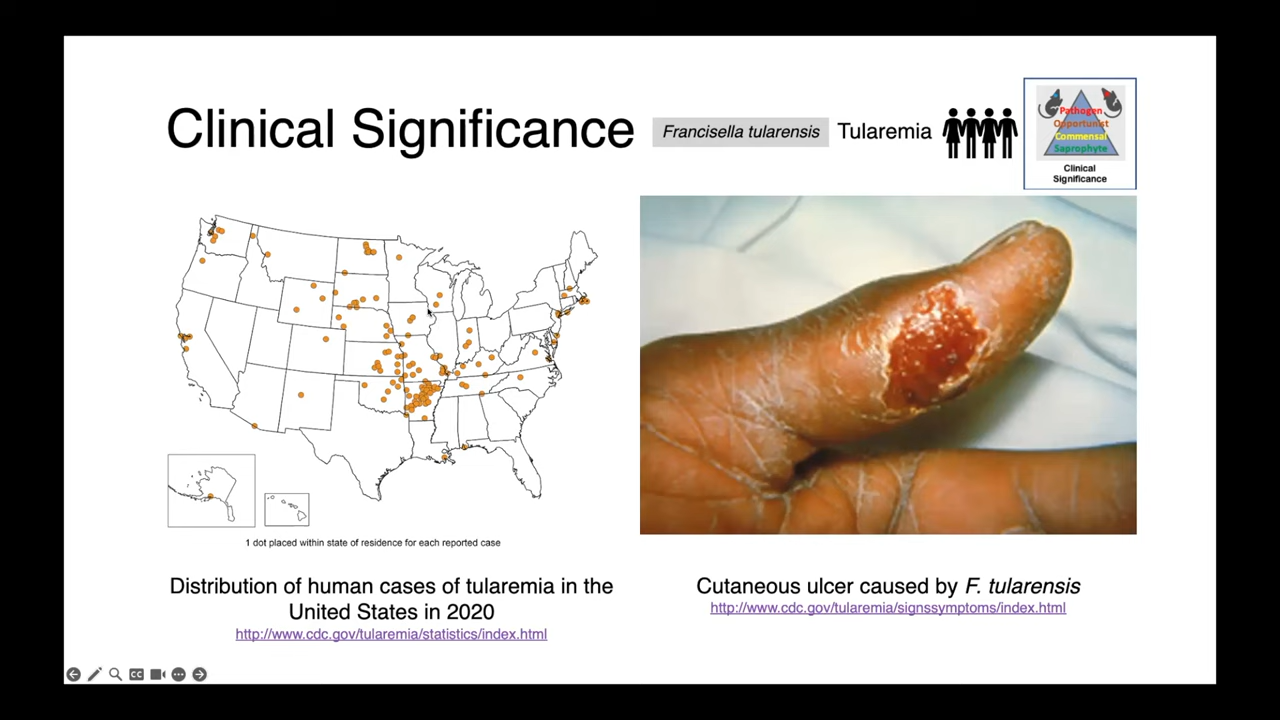 Clinical Significance
Francisella tularensis
Tularemia
Pathogen
Opportunist
Commensal
Saprophyte
Clinical
Significance
1 dot placed within state of residence for each reported case
Distribution of human cases of tularemia in the
United States in 2020
http://www.cdc.gov/tularemia/statistics/index.html
Cutaneous ulcer caused by F. tularensis
http://www.cdc.gov/tularemia/signssymptoms/index.html
CC